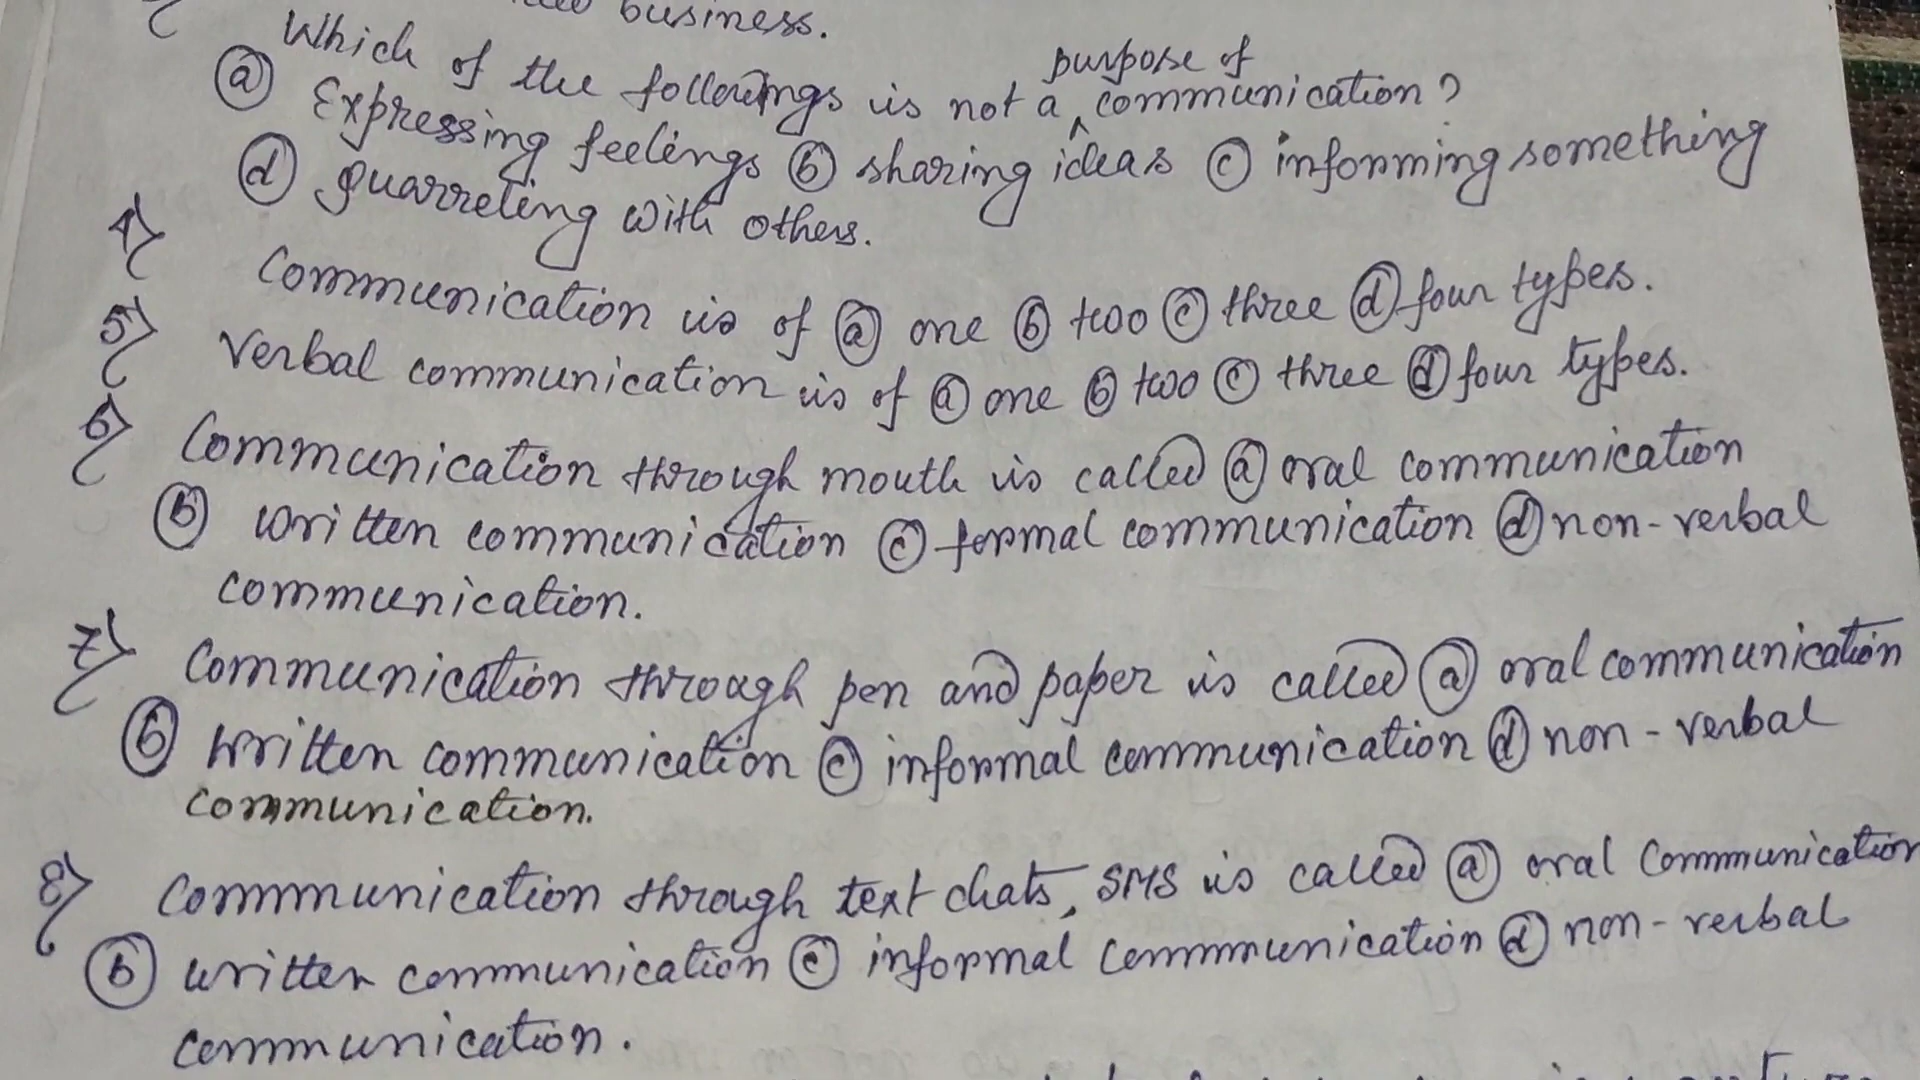 business.
Which of the followings is not a purpose of communication?
ⓐ Expressing feelings ⓑ sharing ideas ⓒ informing something
ⓓ quarreling with others.
4) Communication is of ⓐ one ⓑ two ⓒ three ⓓ four types.
5) Verbal communication is of ⓐ one ⓑ two ⓒ three ⓓ four types.
6) Communication through mouth is called ⓐ oral communication
ⓑ written communication ⓒ formal communication ⓓ non-verbal
communication.
7) Communication through pen and paper is called ⓐ oral communication
ⓑ written communication ⓒ informal communication ⓓ non-verbal
communication.
8) Communication through text chats, SMS is called ⓐ oral communication
ⓑ written communication ⓒ informal communication ⓓ non-verbal
communication.